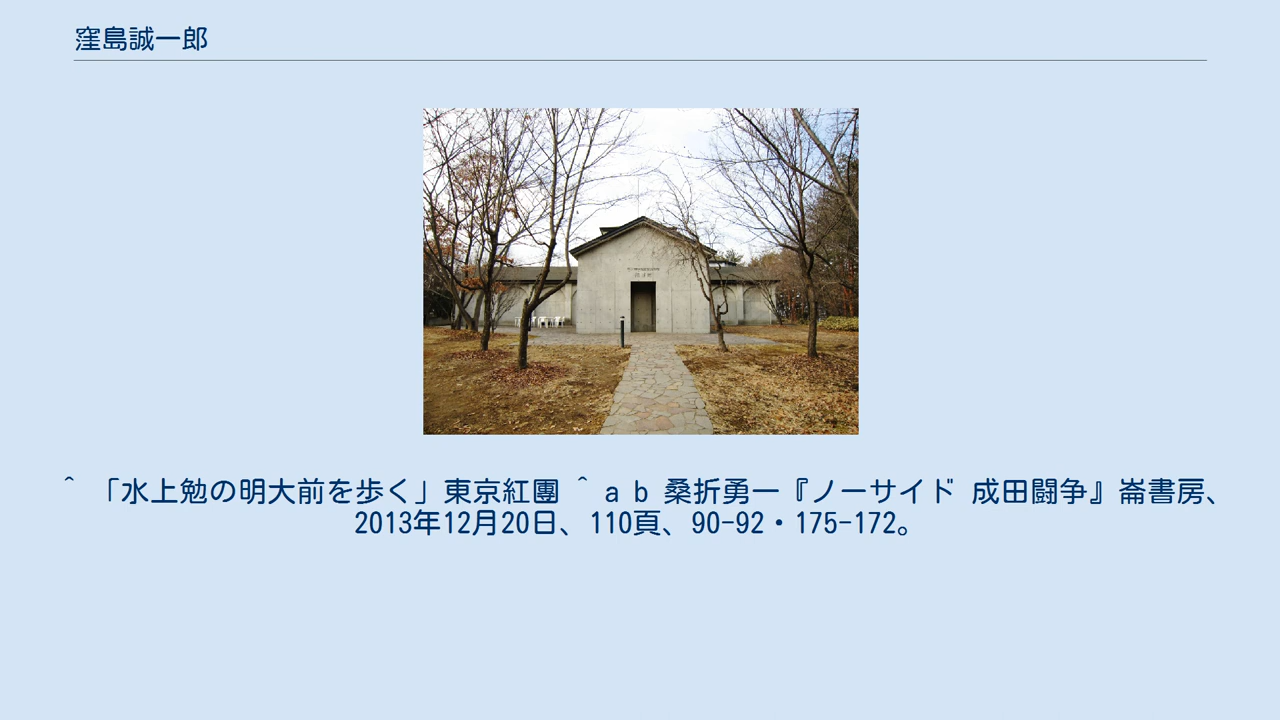 窪島誠一郎
^ 「水上勉の明大前を歩く」東京紅團 ^ a b 桑折勇一『ノーサイド 成田闘争』崙書房、
2013年12月20日、110頁、90-92・175-172。